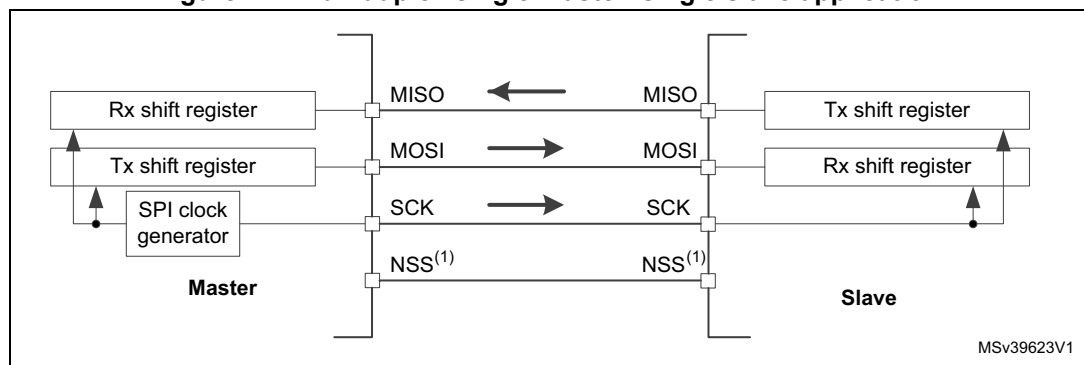 Rx shift register
Tx shift register
SPI clock
generator
Master
MISO
MOSI
SCK
NSS(1)
MISO
MOSI
SCK
NSS(1)
Tx shift register
Rx shift register
Slave
MSv39623V1